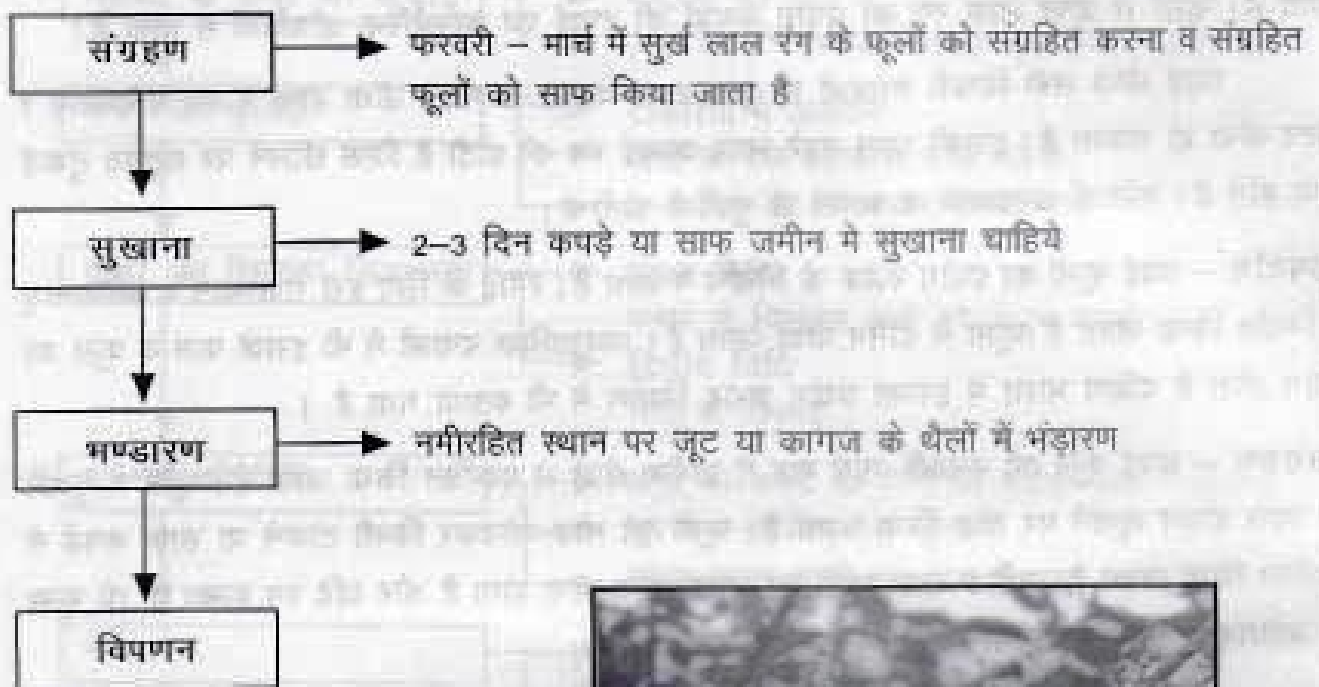 संग्रहण
फरवरी – मार्च में सुर्ख लाल रंग के फूलों को संग्रहित करना व संग्रहित
फूलों को साफ किया जाता है
सुखाना
2–3 दिन कपड़े या साफ जमीन मे सुखाना चाहिये
भण्डारण
नमीरहित स्थान पर जूट या कागज के थैलों में भंड़ारण
विपणन